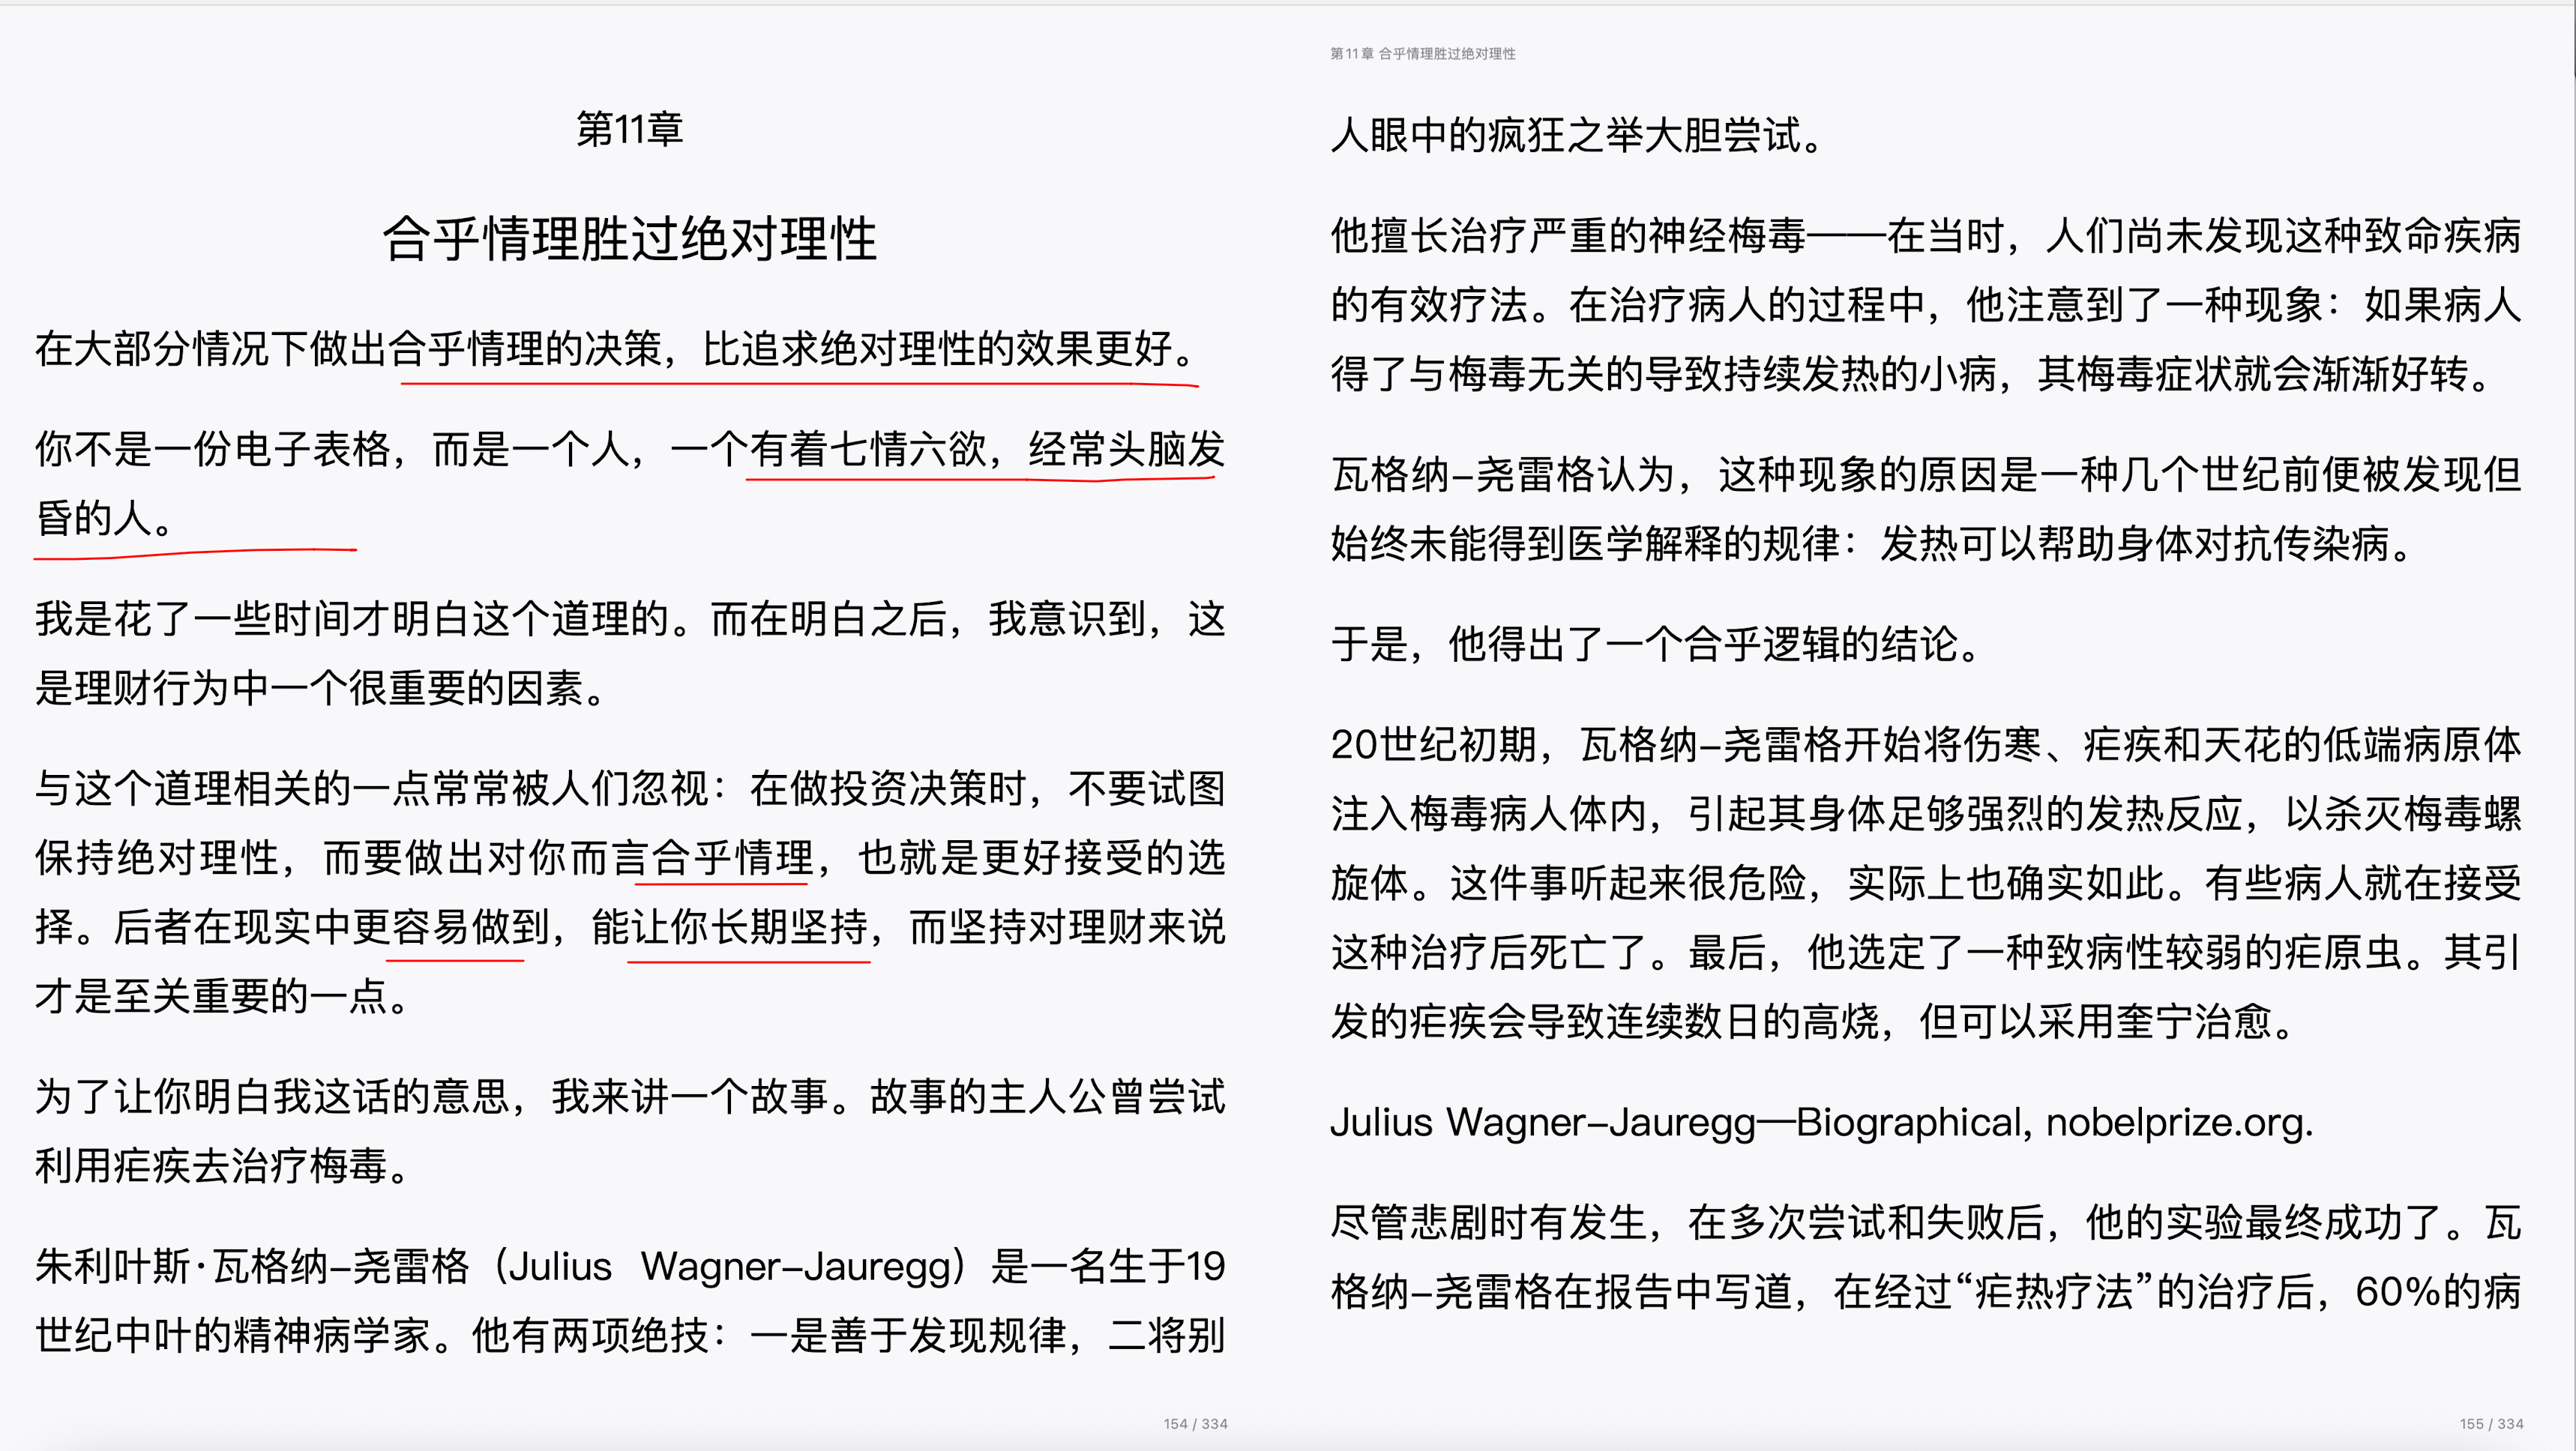 第11章
合乎情理胜过绝对理性
在大部分情况下做出合乎情理的决策，比追求绝对理性的效果更好。
你不是一份电子表格，而是一个人，一个有着七情六欲，经常头脑发
昏的人。
我是花了一些时间才明白这个道理的。而在明白之后，我意识到，这
是理财行为中一个很重要的因素。
与这个道理相关的一点常常被人们忽视：在做投资决策时，不要试图
保持绝对理性，而要做出对你而言合乎情理，也就是更好接受的选
择。后者在现实中更容易做到，能让你长期坚持，而坚持对理财来说
才是至关重要的一点。
为了让你明白我这话的意思，我来讲一个故事。故事的主人公曾尝试
利用疟疾去治疗梅毒。
朱利叶斯·瓦格纳-尧雷格（Julius Wagner-Jauregg）是一名生于19
世纪中叶的精神病学家。他有两项绝技：一是善于发现规律，二将别
154 / 334
第11章 合乎情理胜过绝对理性
人眼中的疯狂之举大胆尝试。
他擅长治疗严重的神经梅毒——在当时，人们尚未发现这种致命疾病
的有效疗法。在治疗病人的过程中，他注意到了一种现象：如果病人
得了与梅毒无关的导致持续发热的小病，其梅毒症状就会渐渐好转。
瓦格纳-尧雷格认为，这种现象的原因是一种几个世纪前便被发现但
始终未能得到医学解释的规律：发热可以帮助身体对抗传染病。
于是，他得出了一个合乎逻辑的结论。
20世纪初期，瓦格纳-尧雷格开始将伤寒、疟疾和天花的低端病原体
注入梅毒病人体内，引起其身体足够强烈的发热反应，以杀灭梅毒螺
旋体。这件事听起来很危险，实际上也确实如此。有些病人就在接受
这种治疗后死亡了。最后，他选定了一种致病性较弱的疟原虫。其引
发的疟疾会导致连续数日的高烧，但可以采用奎宁治愈。
Julius Wagner-Jauregg—Biographical, nobelprize.org.
尽管悲剧时有发生，在多次尝试和失败后，他的实验最终成功了。瓦
格纳-尧雷格在报告中写道，在经过“疟热疗法”的治疗后，60%的病
155 / 334